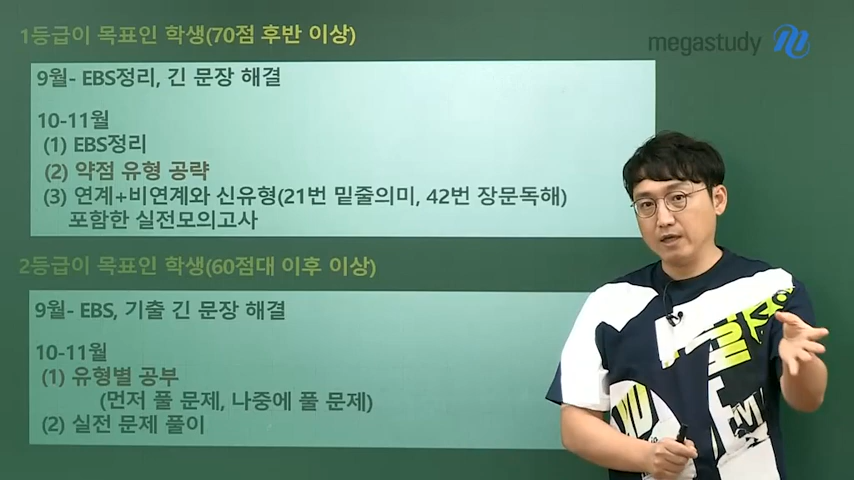 1등급이 목표인 학생(70점 후반 이상)
megastudy
9월- EBS정리, 긴 문장 해결
10-11월
(1) EBS정리
(2) 약점 유형 공략
(3) 연계+비연계와 신유형(21번 밑줄의미, 42번 장문독해)
포함한 실전모의고사
2등급이 목표인 학생(60점대 이후 이상)
9월- EBS, 기출 긴 문장 해결
10-11월
(1) 유형별 공부
(먼저 풀 문제, 나중에 풀 문제)
(2) 실전 문제 풀이